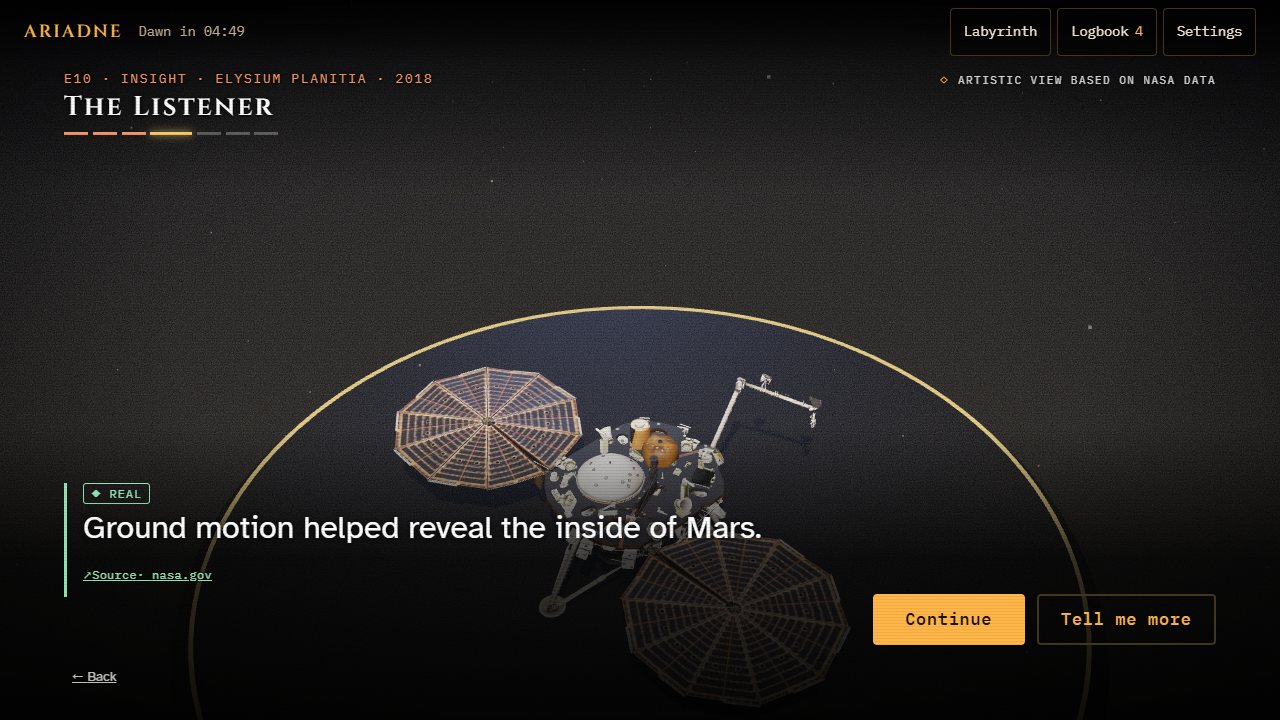 ARIADNE Dawn in 04:49 Labyrinth Logbook 4 Settings
E10 · INSIGHT · ELYSIUM PLANITIA · 2018
◇ ARTISTIC VIEW BASED ON NASA DATA
The Listener
◆ REAL
Ground motion helped reveal the inside of Mars.
↗Source· nasa.gov
Continue Tell me more
← Back